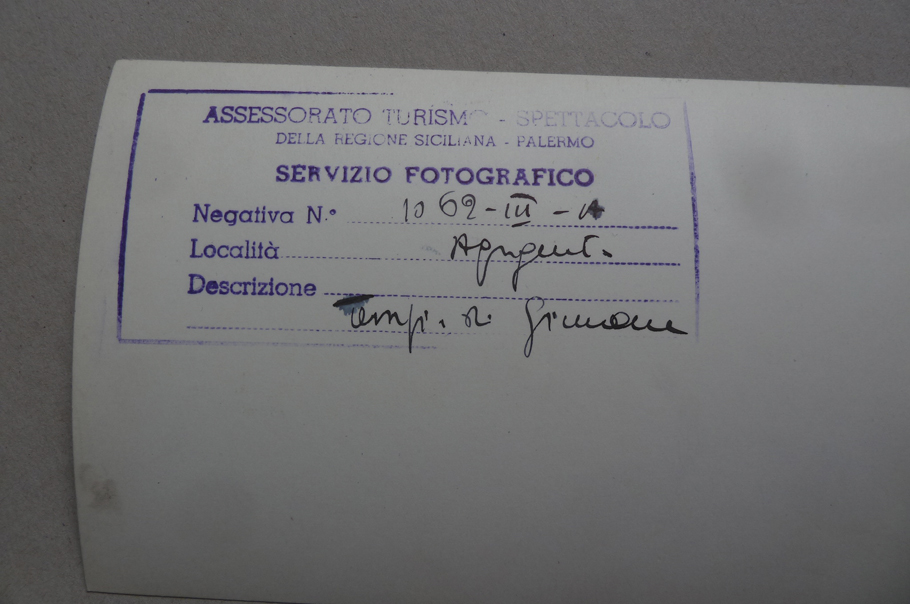 ASSESSORATO TURISMO - SPETTACOLO
DELLA REGIONE SICILIANA - PALERMO
SERVIZIO FOTOGRAFICO
Negativa N.° 1062-III-A
Località Agrigento
Descrizione
Tempio di Giunone